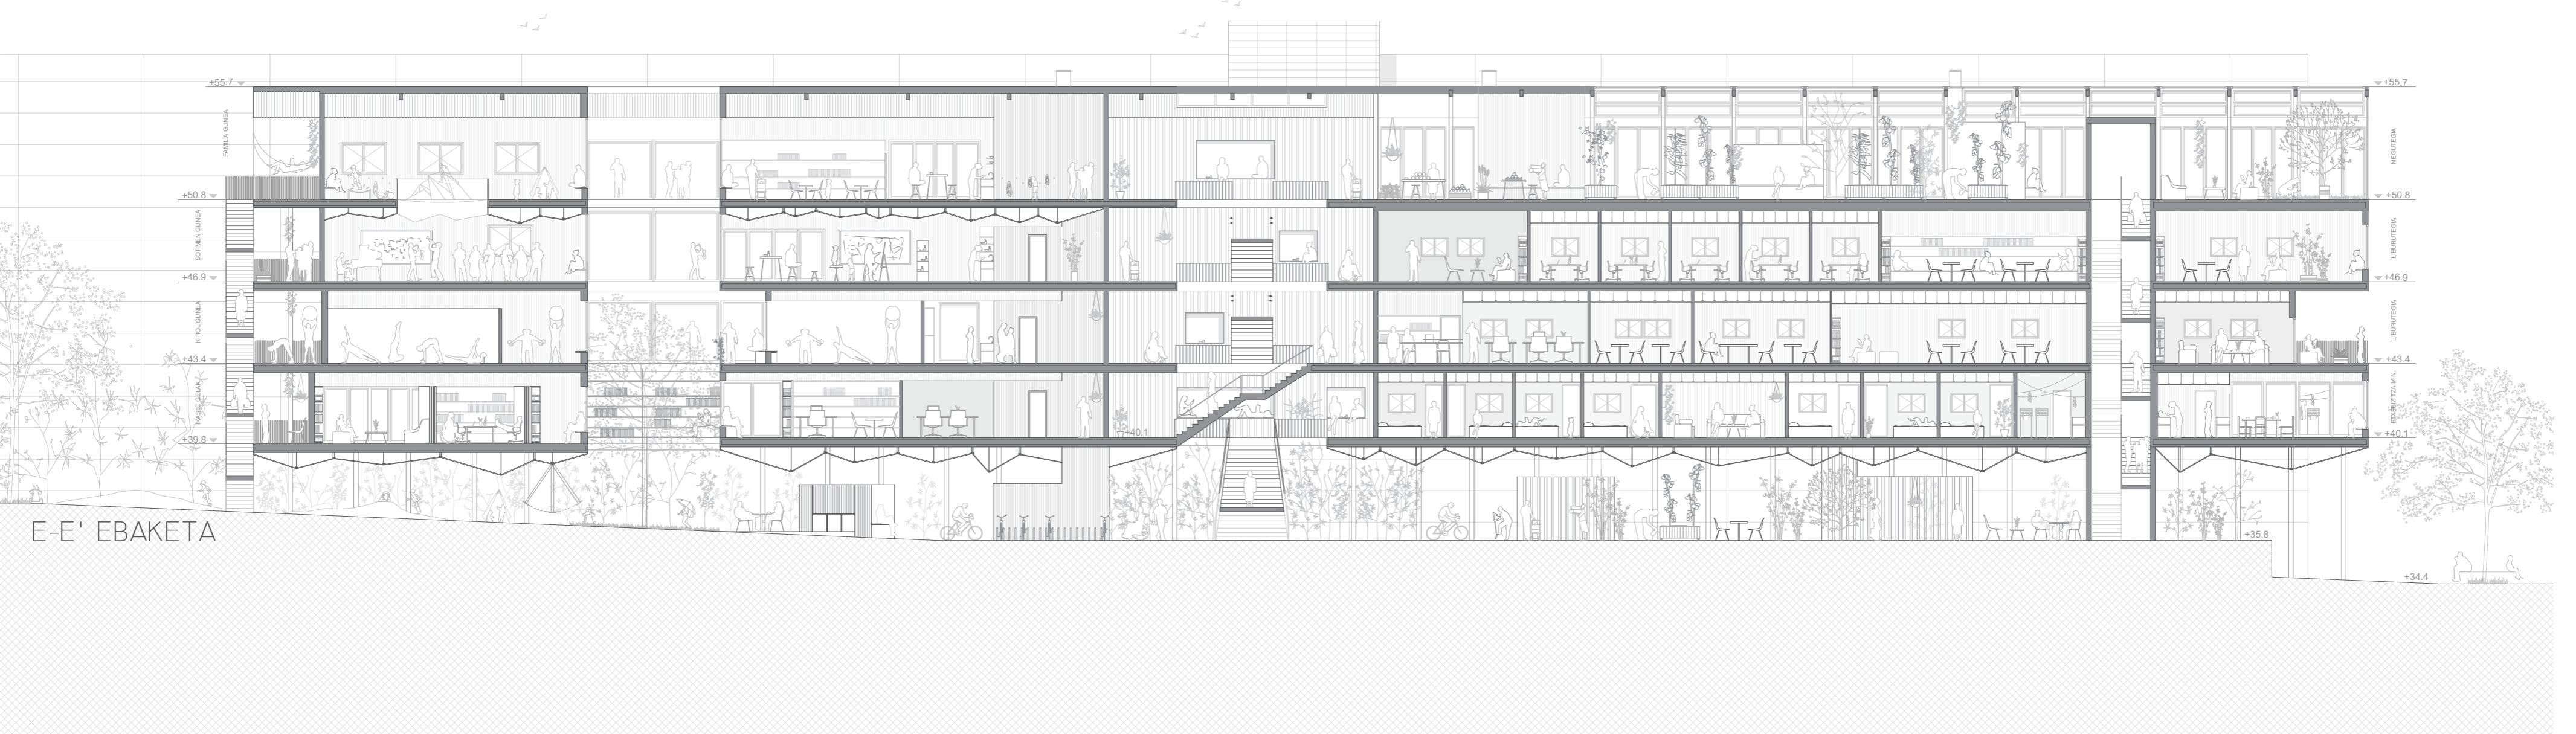 +55.7
+55.7
FAMILIA GUNEA
NEGUTEGIA
+50.8
+50.8
SORMEN GUNEA
LIBURUTEGIA
+46.9
+46.9
KIROL GUNEA
LIBURUTEGIA
+43.4
+43.4
+39.8
+40.1
+40.1
E-E' EBAKETA
+35.8
+34.4